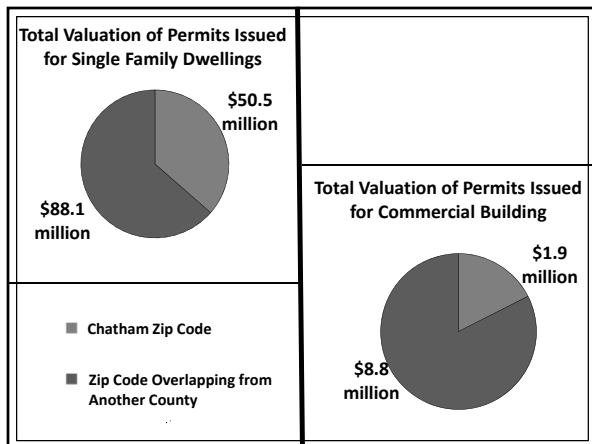 Total Valuation of Permits Issued
for Single Family Dwellings
$50.5
million
$88.1
million
Total Valuation of Permits Issued
for Commercial Building
$1.9
million
$8.8
million
Chatham Zip Code
Zip Code Overlapping from
Another County